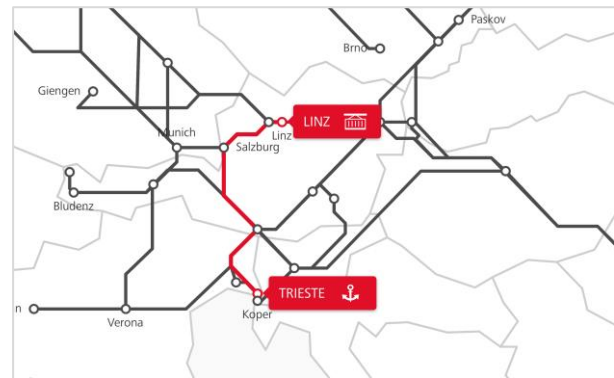 Paskov
Brno
Giengen
LINZ
Linz
Munich
Salzburg
Bludenz
TRIESTE
n
Koper
Verona